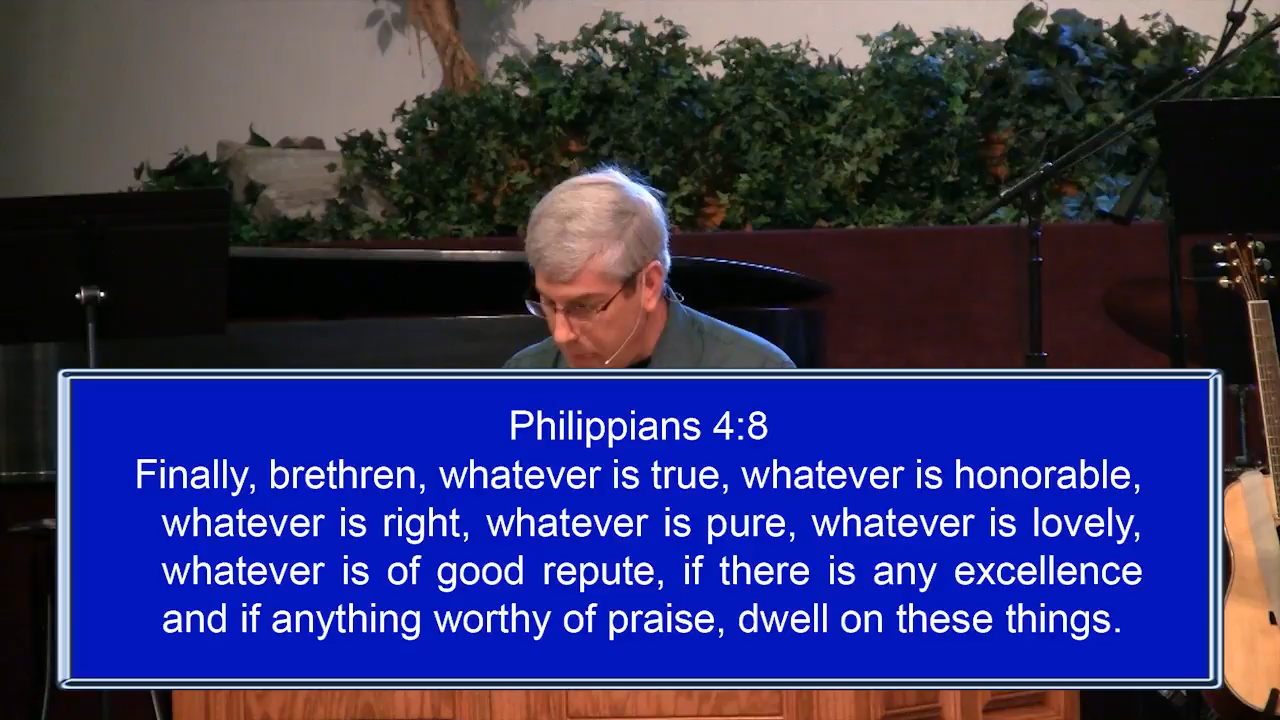 Philippians 4:8
Finally, brethren, whatever is true, whatever is honorable,
whatever is right, whatever is pure, whatever is lovely,
whatever is of good repute, if there is any excellence
and if anything worthy of praise, dwell on these things.